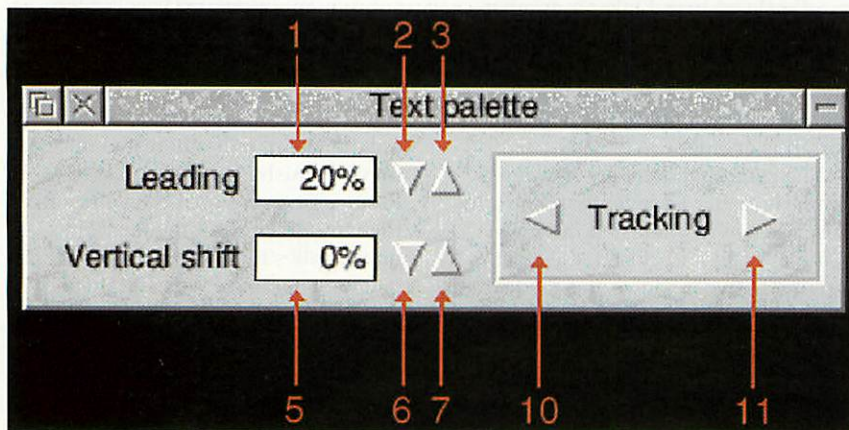 1 2 3
Text palette
Leading 20%
Tracking
Vertical shift 0%
5 6 7 10 11